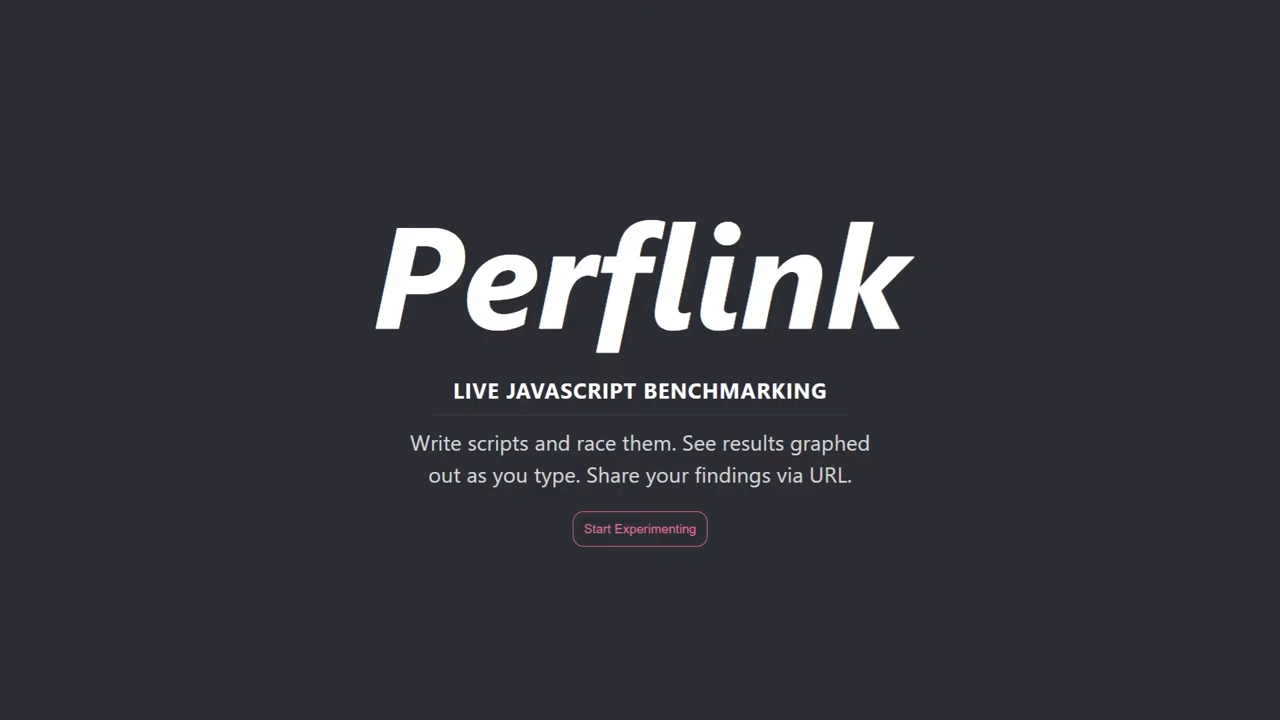 Perflink
LIVE JAVASCRIPT BENCHMARKING
Write scripts and race them. See results graphed
out as you type. Share your findings via URL.
Start Experimenting